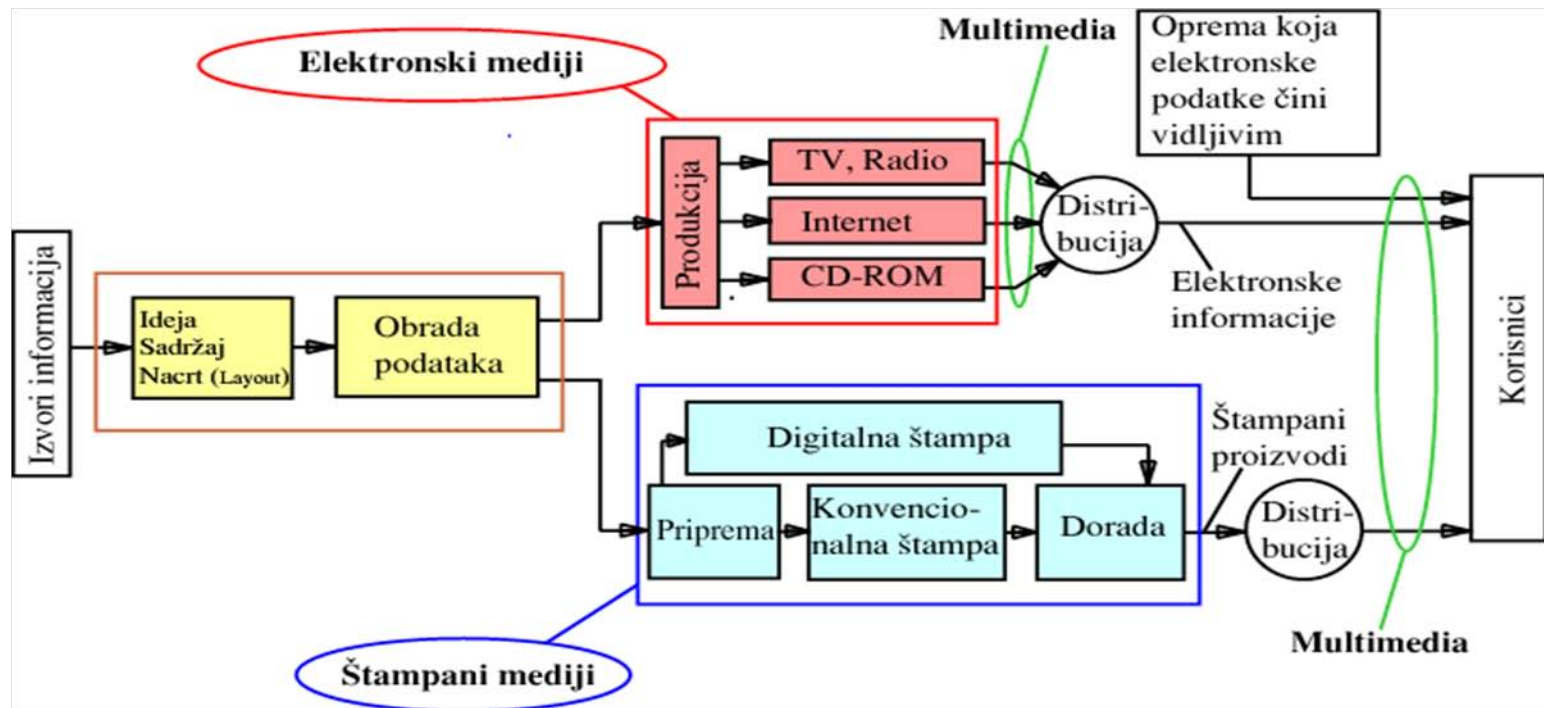 Elektronski mediji
Multimedia
Oprema koja
elektronske
podatke čini
vidljivim
Produkcija
TV, Radio
Internet
CD-ROM
Distri-
bucija
Elektronske
informacije
Izvori informacija
Ideja
Sadržaj
Nacrt (Layout)
Obrada
podataka
Korisnici
Digitalna štampa
Priprema
Konvencio-
nalna štampa
Dorada
Štampani
proizvodi
Distri-
bucija
Štampani mediji
Multimedia